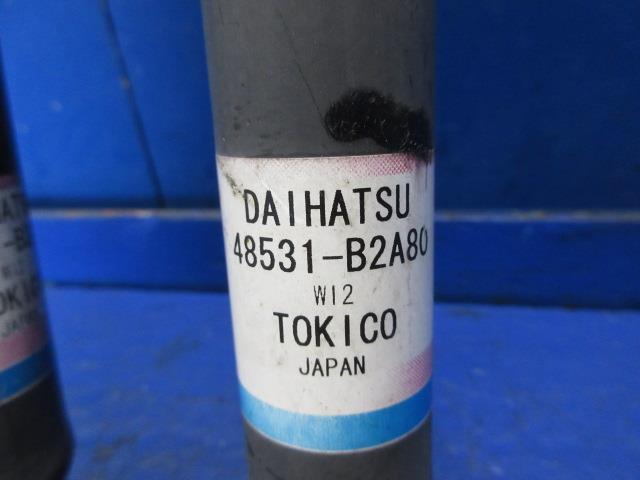 DAIHATSU
48531-B2A80
W12
TOKICO
JAPAN